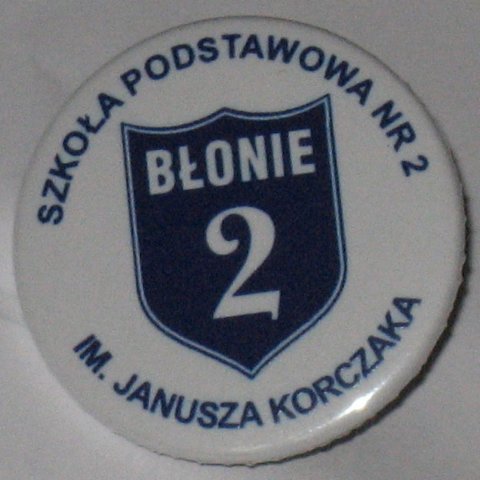 SZKOŁA PODSTAWOWA NR 2
BŁONIE
2
IM. JANUSZA KORCZAKA